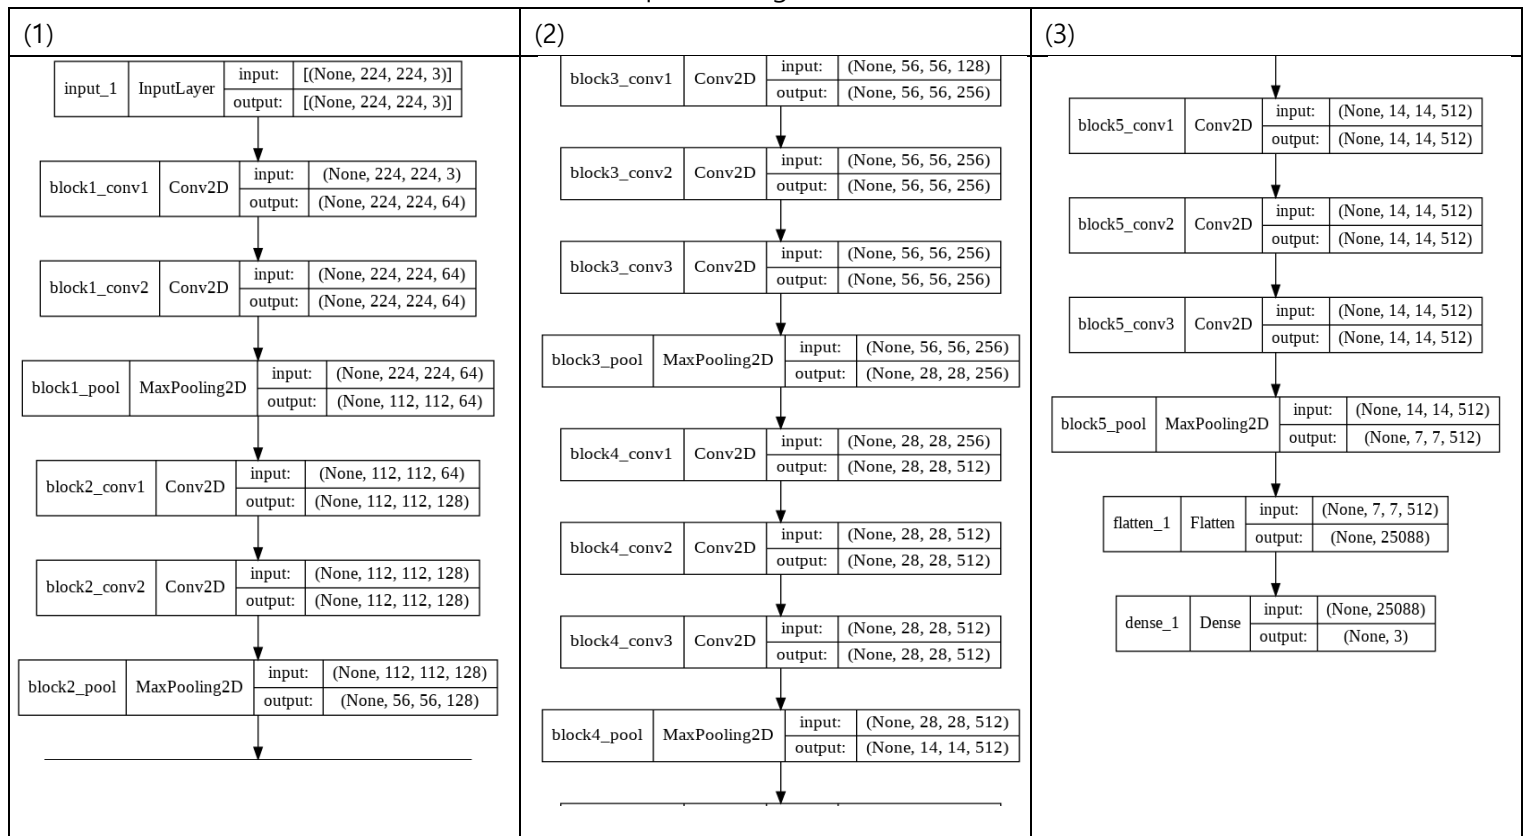 (1)
input_1 InputLayer input: [(None, 224, 224, 3)]
output: [(None, 224, 224, 3)]
block1_conv1 Conv2D input: (None, 224, 224, 3)
output: (None, 224, 224, 64)
block1_conv2 Conv2D input: (None, 224, 224, 64)
output: (None, 224, 224, 64)
block1_pool MaxPooling2D input: (None, 224, 224, 64)
output: (None, 112, 112, 64)
block2_conv1 Conv2D input: (None, 112, 112, 64)
output: (None, 112, 112, 128)
block2_conv2 Conv2D input: (None, 112, 112, 128)
output: (None, 112, 112, 128)
block2_pool MaxPooling2D input: (None, 112, 112, 128)
output: (None, 56, 56, 128)
(2)
block3_conv1 Conv2D input: (None, 56, 56, 128)
output: (None, 56, 56, 256)
block3_conv2 Conv2D input: (None, 56, 56, 256)
output: (None, 56, 56, 256)
block3_conv3 Conv2D input: (None, 56, 56, 256)
output: (None, 56, 56, 256)
block3_pool MaxPooling2D input: (None, 56, 56, 256)
output: (None, 28, 28, 256)
block4_conv1 Conv2D input: (None, 28, 28, 256)
output: (None, 28, 28, 512)
block4_conv2 Conv2D input: (None, 28, 28, 512)
output: (None, 28, 28, 512)
block4_conv3 Conv2D input: (None, 28, 28, 512)
output: (None, 28, 28, 512)
block4_pool MaxPooling2D input: (None, 28, 28, 512)
output: (None, 14, 14, 512)
(3)
block5_conv1 Conv2D input: (None, 14, 14, 512)
output: (None, 14, 14, 512)
block5_conv2 Conv2D input: (None, 14, 14, 512)
output: (None, 14, 14, 512)
block5_conv3 Conv2D input: (None, 14, 14, 512)
output: (None, 14, 14, 512)
block5_pool MaxPooling2D input: (None, 14, 14, 512)
output: (None, 7, 7, 512)
flatten_1 Flatten input: (None, 7, 7, 512)
output: (None, 25088)
dense_1 Dense input: (None, 25088)
output: (None, 3)